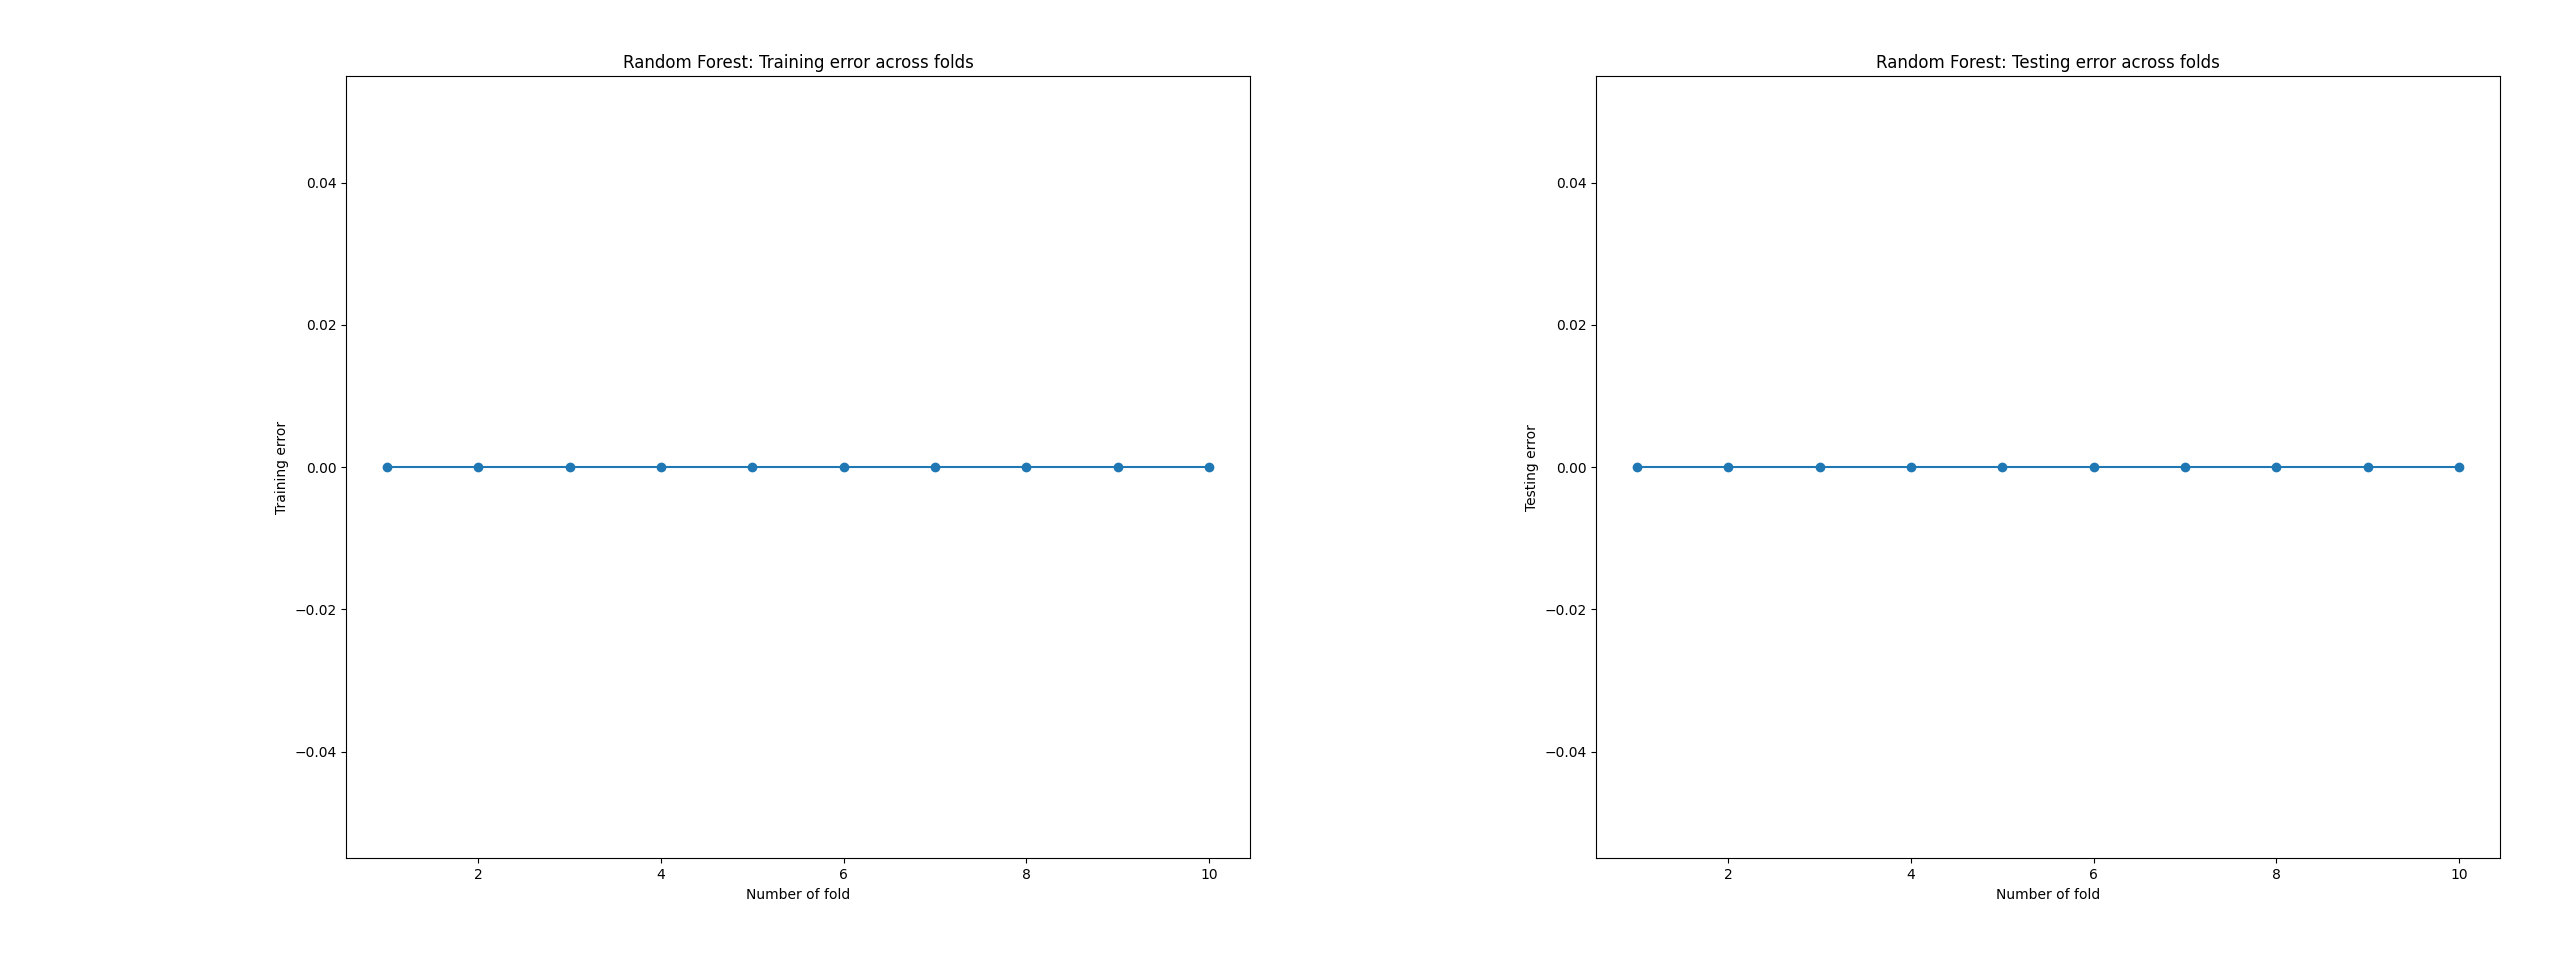 Random Forest: Training error across folds
0.04
0.02
0.00
−0.02
−0.04
Training error
2 4 6 8 10
Number of fold
Random Forest: Testing error across folds
0.04
0.02
0.00
−0.02
−0.04
Testing error
2 4 6 8 10
Number of fold